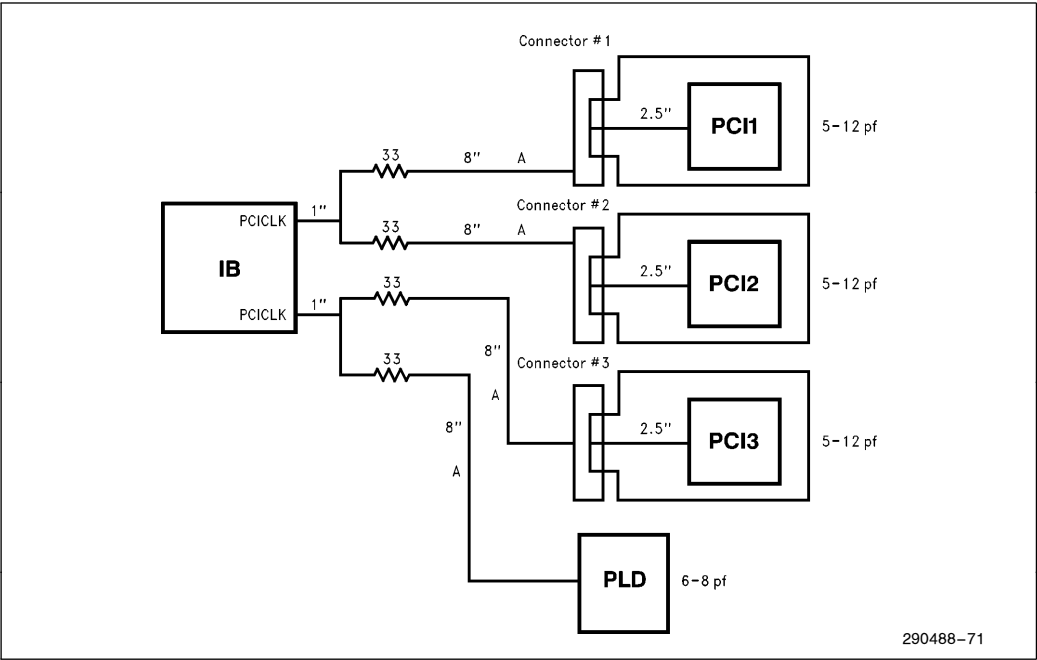 Connector #1
2.5"
PCI1
5-12 pf
33
8" A
PCICLK
1"
Connector #2
33
8" A
2.5"
PCI2
5-12 pf
IB
33
PCICLK
1"
8"
A
33
Connector #3
2.5"
PCI3
5-12 pf
8"
A
PLD
6-8 pf
290488-71